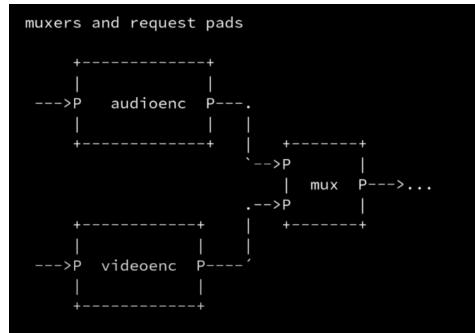 muxers and request pads
+-------------+
|             |
--->P   audioenc  P---.
|             |   |
+-------------+   |
`-->P       |
+-------+
|  mux  P--->...
.-->P       |
+------------+    |   +-------+
|            |    |
--->P  videoenc  P----´
|            |
+------------+